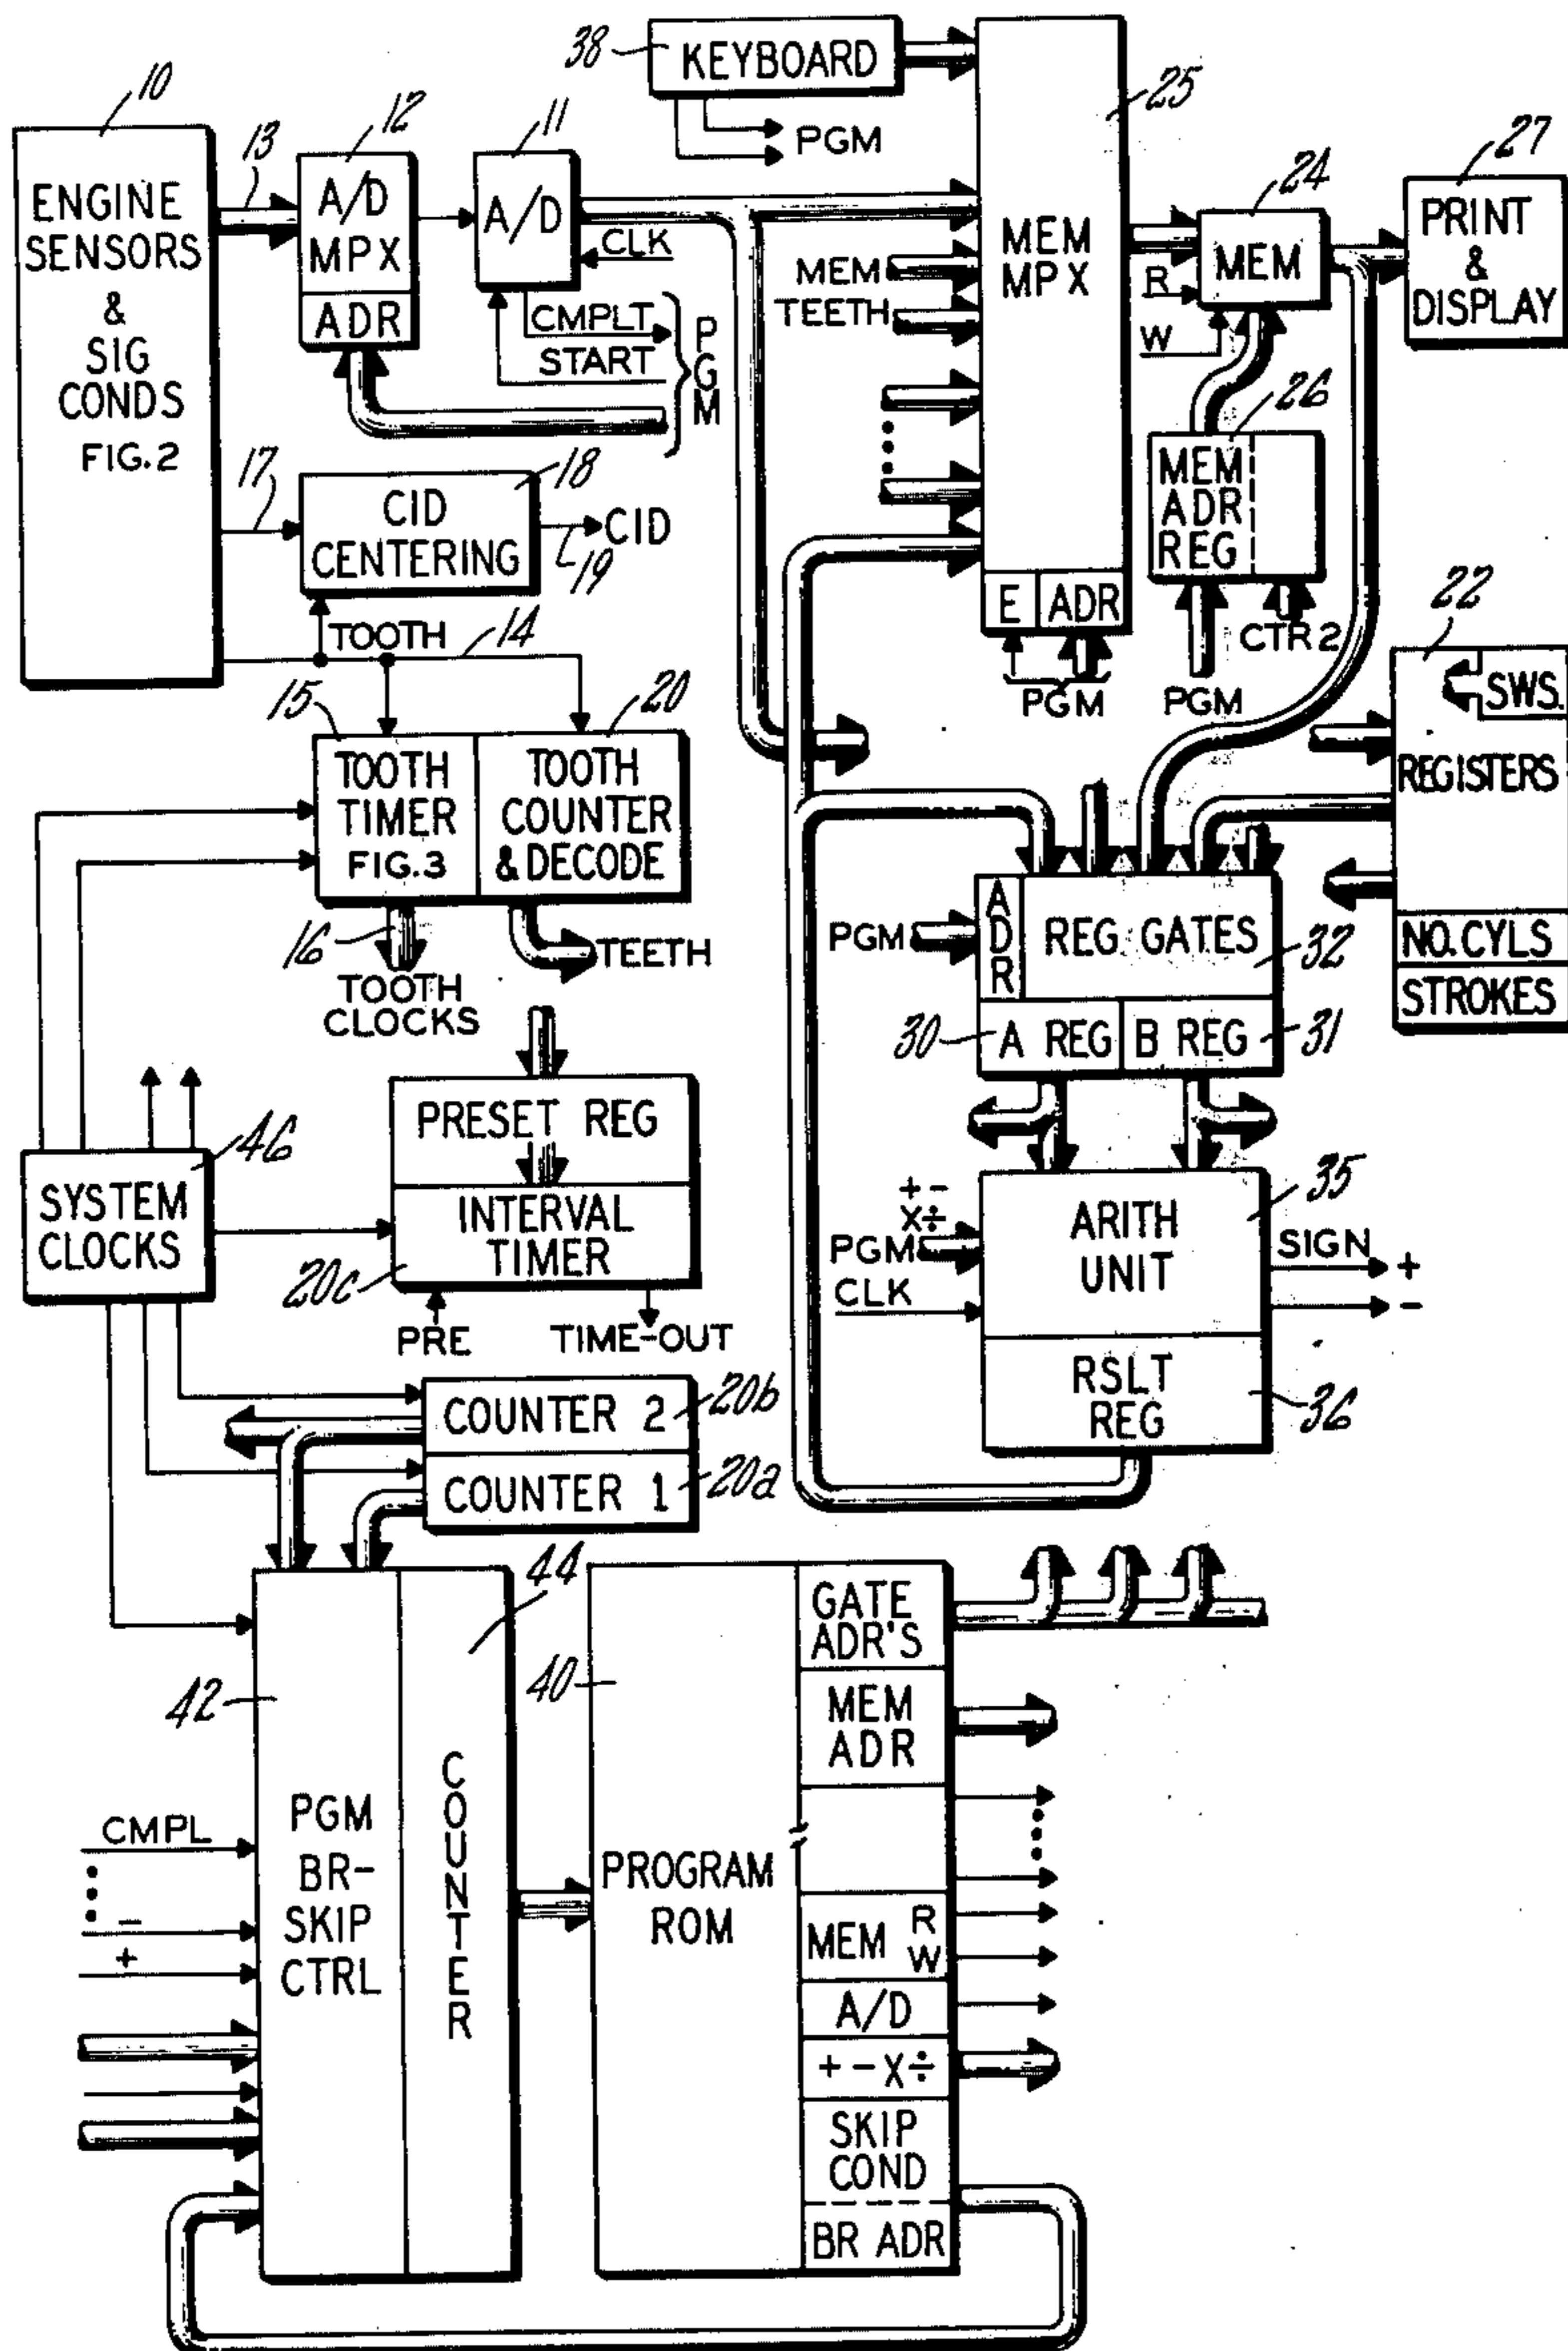 38
KEYBOARD
PGM
25
10
13
12
11
ENGINE
SENSORS
&
SIG
CONDS
FIG.2
A/D
MPX
ADR
A/D
CLK
CMPLT
START
PGM
MEM
TEETH
MEM
MPX
E
ADR
PGM
24
MEM
R
W
27
PRINT
&
DISPLAY
26
MEM
ADR
REG
PGM
CTR 2
17
18
CID
CENTERING
19
CID
TOOTH
14
15
20
TOOTH
TIMER
FIG.3
TOOTH
COUNTER
& DECODE
16
TOOTH
CLOCKS
TEETH
22
SWS.
REGISTERS
NO. CYLS
STROKES
PGM
ADR
REG GATES
32
30
A REG
B REG
31
46
SYSTEM
CLOCKS
PRESET REG
INTERVAL
TIMER
20c
PRE
TIME-OUT
+ -
X÷
PGM
CLK
ARITH
UNIT
35
SIGN
+
-
RSLT
REG
36
COUNTER 2
20b
COUNTER 1
20a
44
42
40
CMPL
-
+
PGM
BR-
SKIP
CTRL
COUNTER
PROGRAM
ROM
GATE
ADR'S
MEM
ADR
MEM
R
W
A/D
+ - X ÷
SKIP
COND
BR ADR